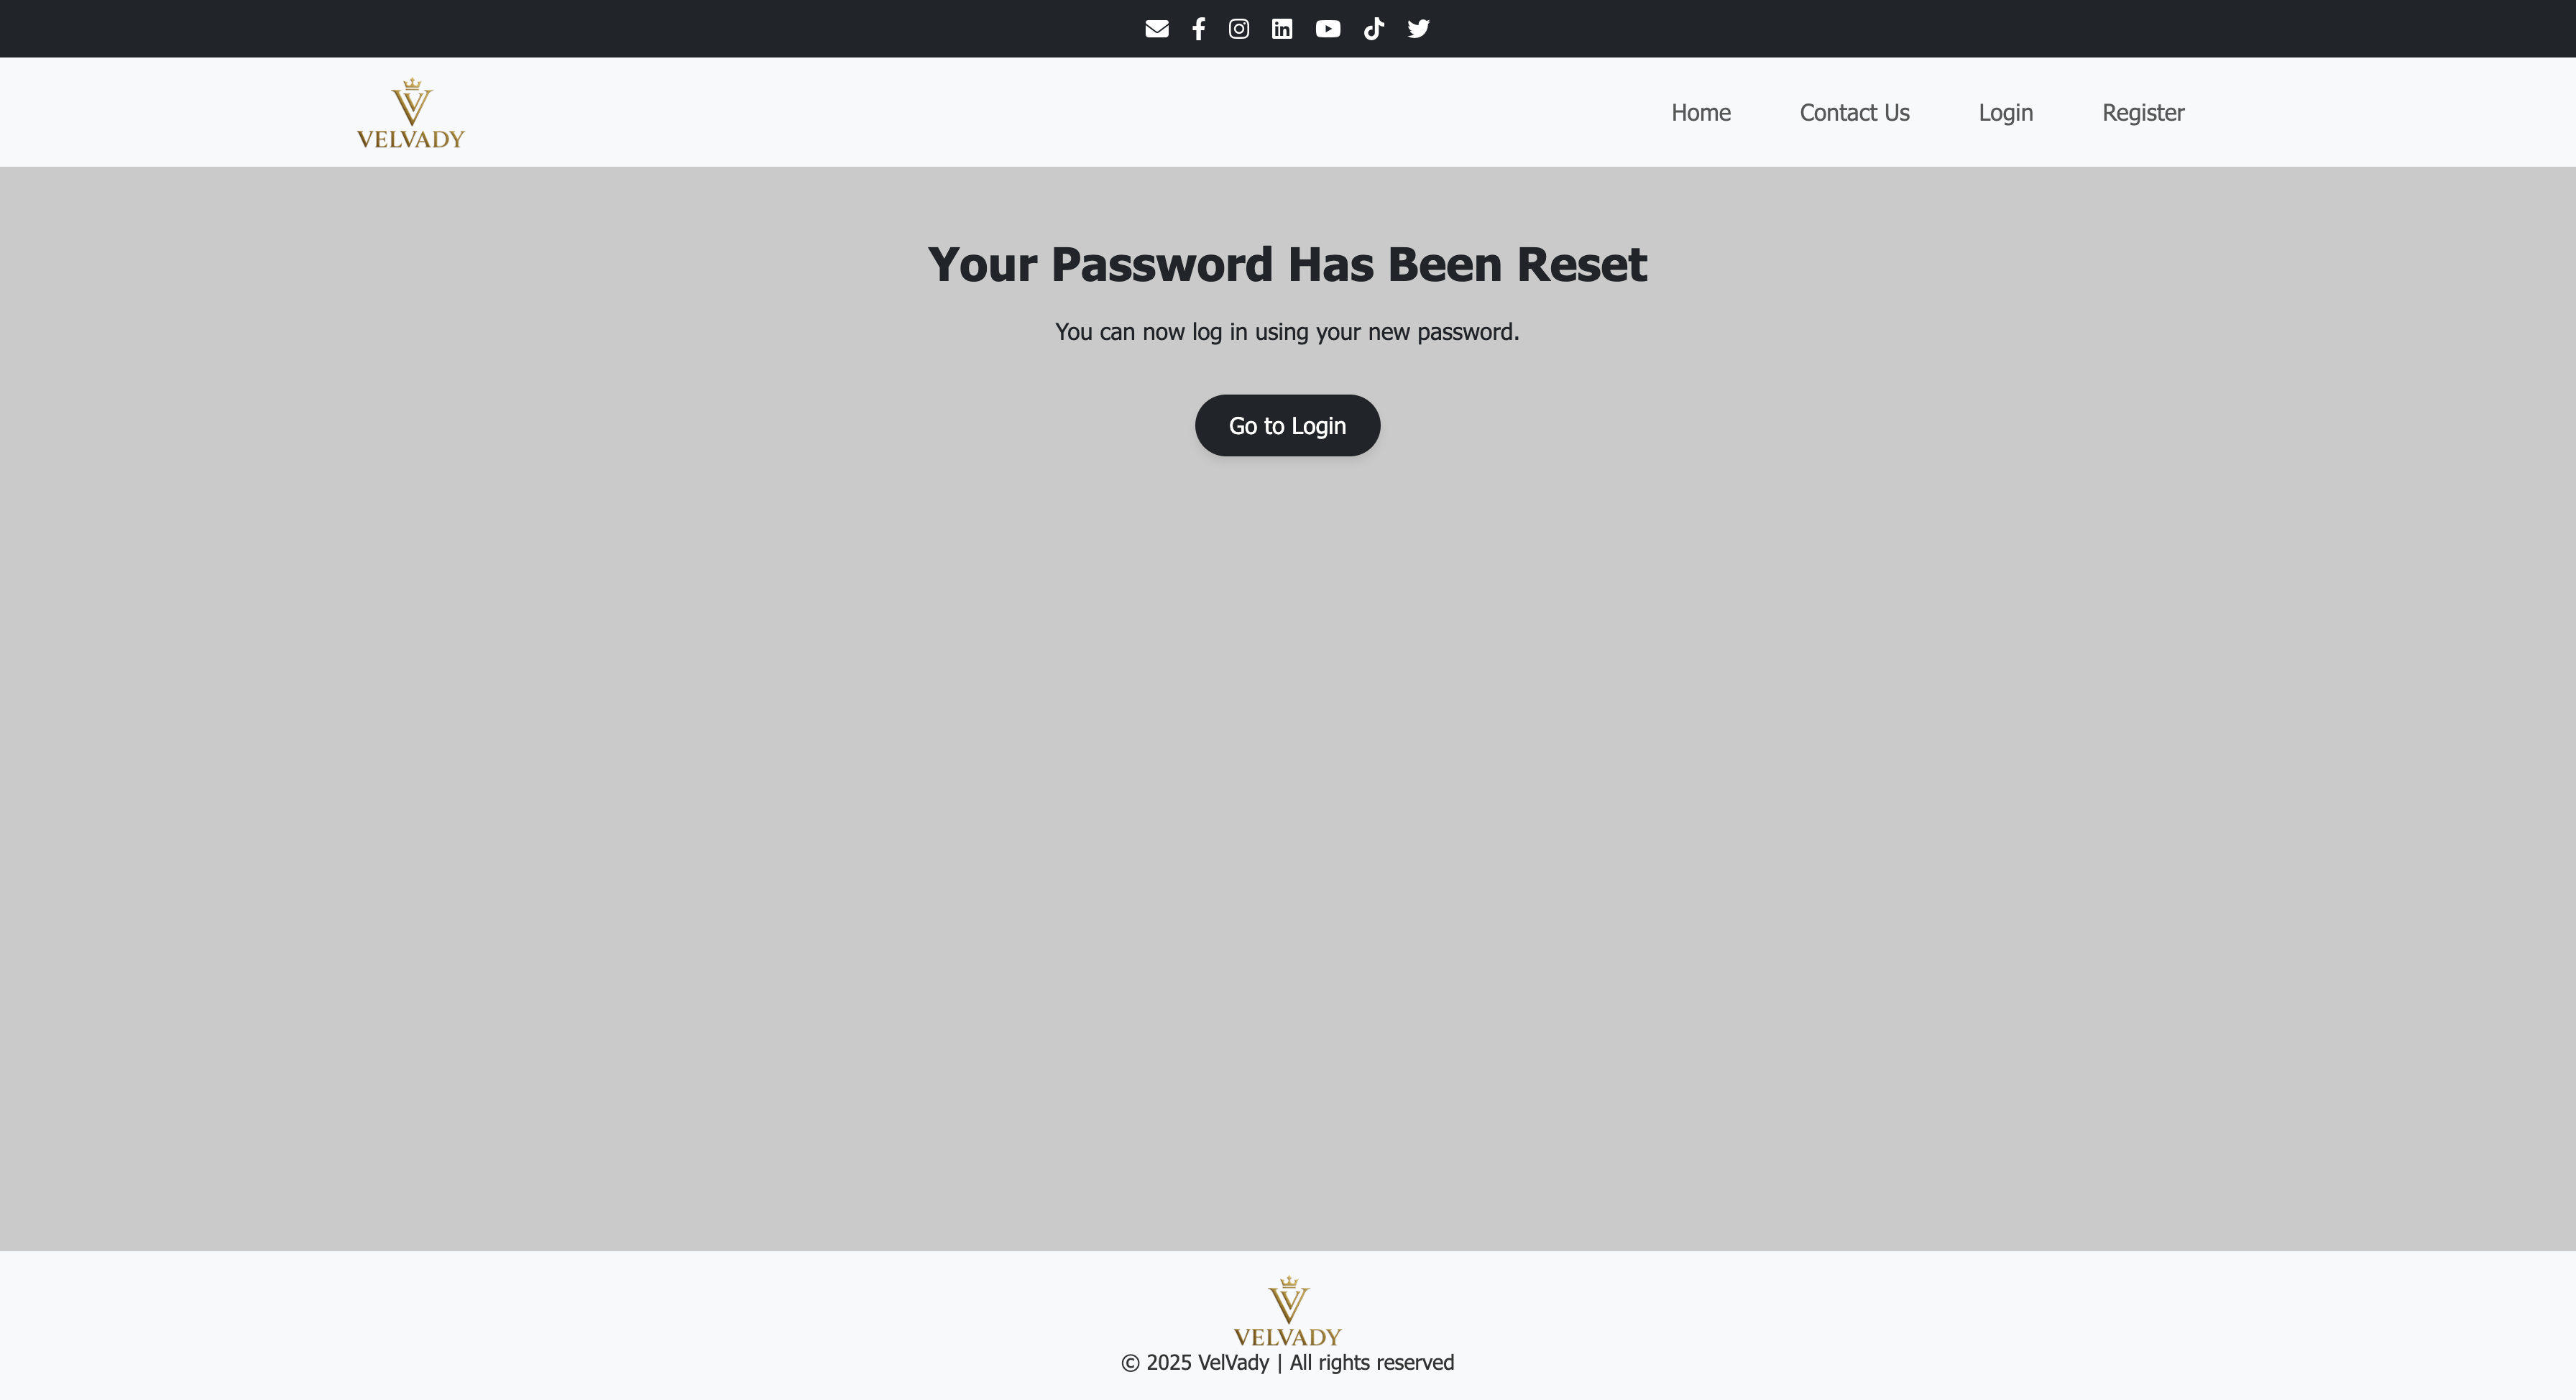 VELVADY
Home Contact Us Login Register
Your Password Has Been Reset
You can now log in using your new password.
Go to Login
VELVADY
© 2025 VelVady | All rights reserved